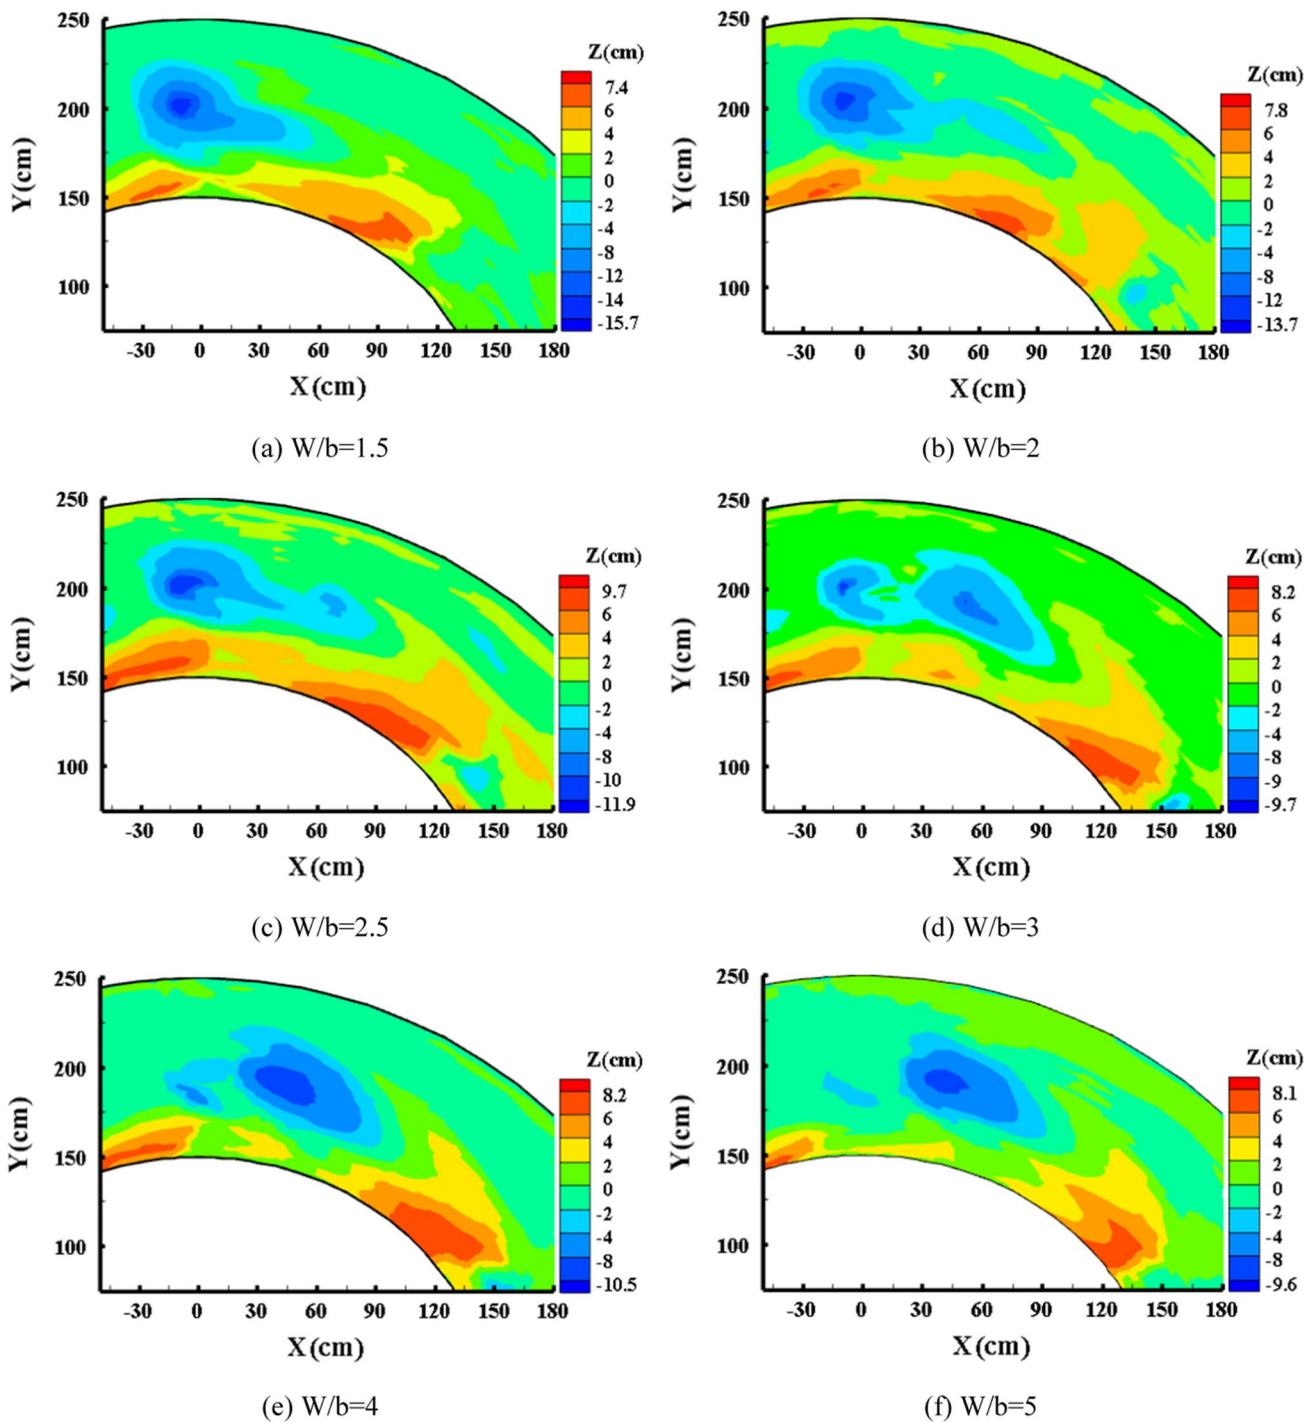 250
200
150
100
Y(cm)
-30 0 30 60 90 120 150 180
X(cm)
Z(cm)
7.4
6
4
2
0
-2
-4
-8
-12
-14
-15.7
(a) W/b=1.5
250
200
150
100
Y(cm)
-30 0 30 60 90 120 150 180
X(cm)
Z(cm)
7.8
6
4
2
0
-2
-4
-8
-12
-13.7
(b) W/b=2
250
200
150
100
Y(cm)
-30 0 30 60 90 120 150 180
X(cm)
Z(cm)
9.7
6
4
2
0
-2
-4
-8
-10
-11.9
(c) W/b=2.5
250
200
150
100
Y(cm)
-30 0 30 60 90 120 150 180
X(cm)
Z(cm)
8.2
6
4
2
0
-2
-4
-8
-9
-9.7
(d) W/b=3
250
200
150
100
Y(cm)
-30 0 30 60 90 120 150 180
X(cm)
Z(cm)
8.2
6
4
2
0
-2
-4
-8
-10.5
(e) W/b=4
250
200
150
100
Y(cm)
-30 0 30 60 90 120 150 180
X(cm)
Z(cm)
8.1
6
4
2
0
-2
-4
-8
-9.6
(f) W/b=5